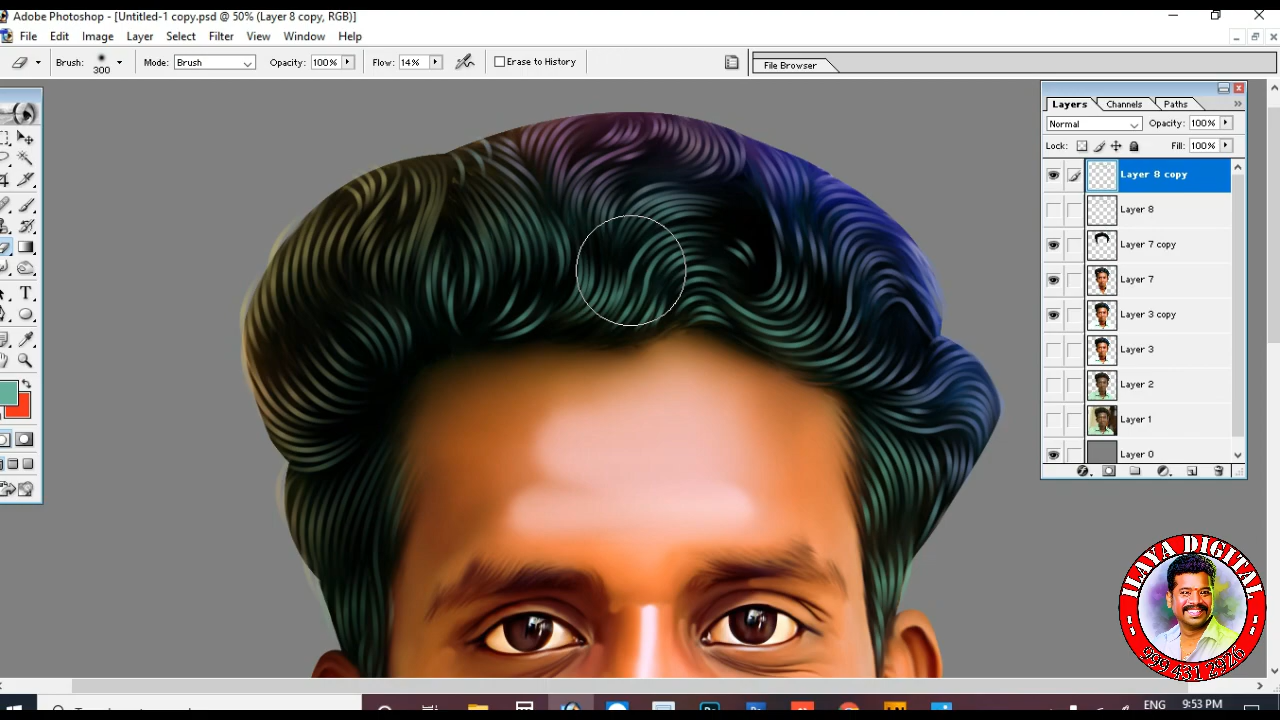 Adobe Photoshop - [Untitled-1 copy.psd @ 50% (Layer 8 copy, RGB)]
File Edit Image Layer Select Filter View Window Help
Brush: 300 Mode: Brush Opacity: 100% Flow: 14% Erase to History File Browser
Layers Channels Paths
Normal Opacity: 100%
Lock: Fill: 100%
Layer 8 copy
Layer 8
Layer 7 copy
Layer 7
Layer 3 copy
Layer 3
Layer 2
Layer 1
Layer 0
ILAYA DIGITAL
999 431 2926
ENG 9:53 PM